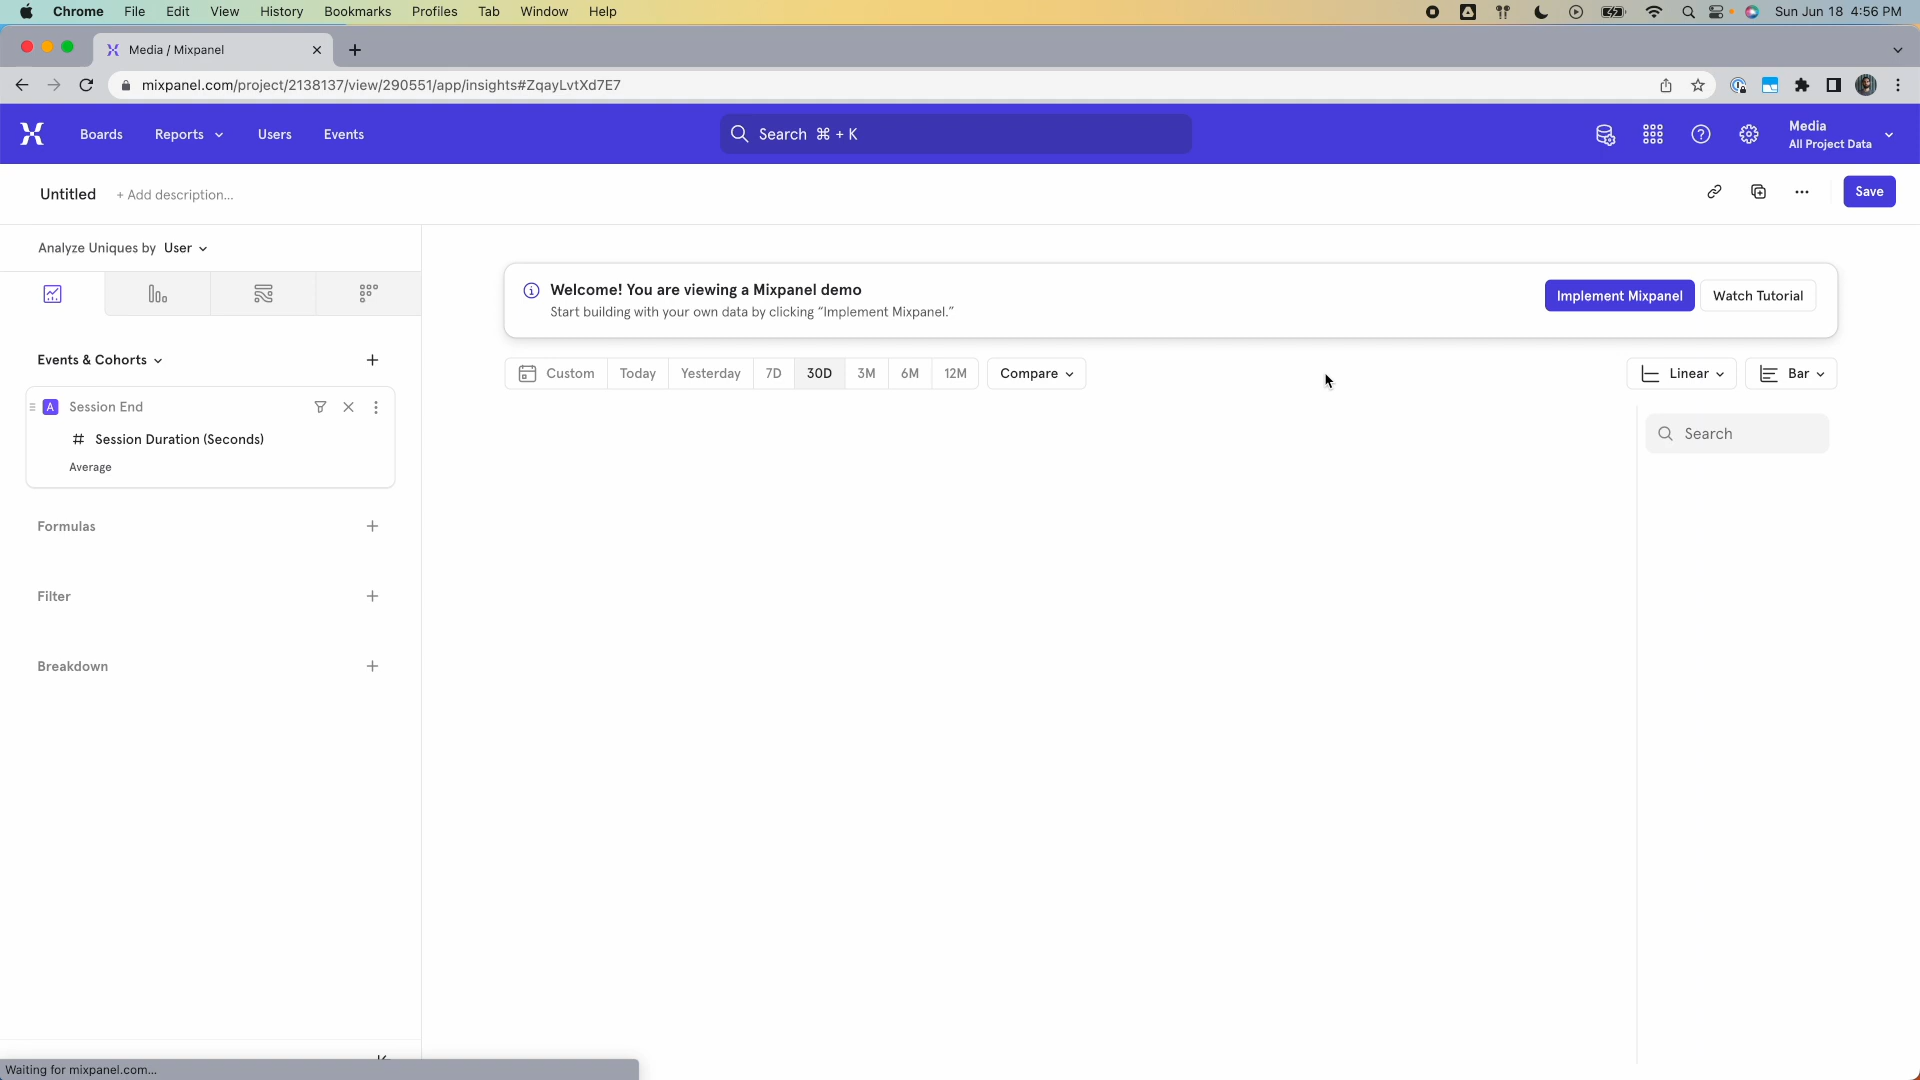 Chrome File Edit View History Bookmarks Profiles Tab Window Help Sun Jun 18 4:56 PM
Media / Mixpanel
mixpanel.com/project/2138137/view/290551/app/insights#ZqayLvtXd7E7
Boards Reports Users Events Search ⌘ + K Media
All Project Data
Untitled + Add description... Save
Analyze Uniques by User
Welcome! You are viewing a Mixpanel demo
Start building with your own data by clicking “Implement Mixpanel.”
Implement Mixpanel Watch Tutorial
Events & Cohorts
Custom Today Yesterday 7D 30D 3M 6M 12M Compare Linear Bar
A Session End
# Session Duration (Seconds)
Average
Search
Formulas
Filter
Breakdown
Waiting for mixpanel.com...